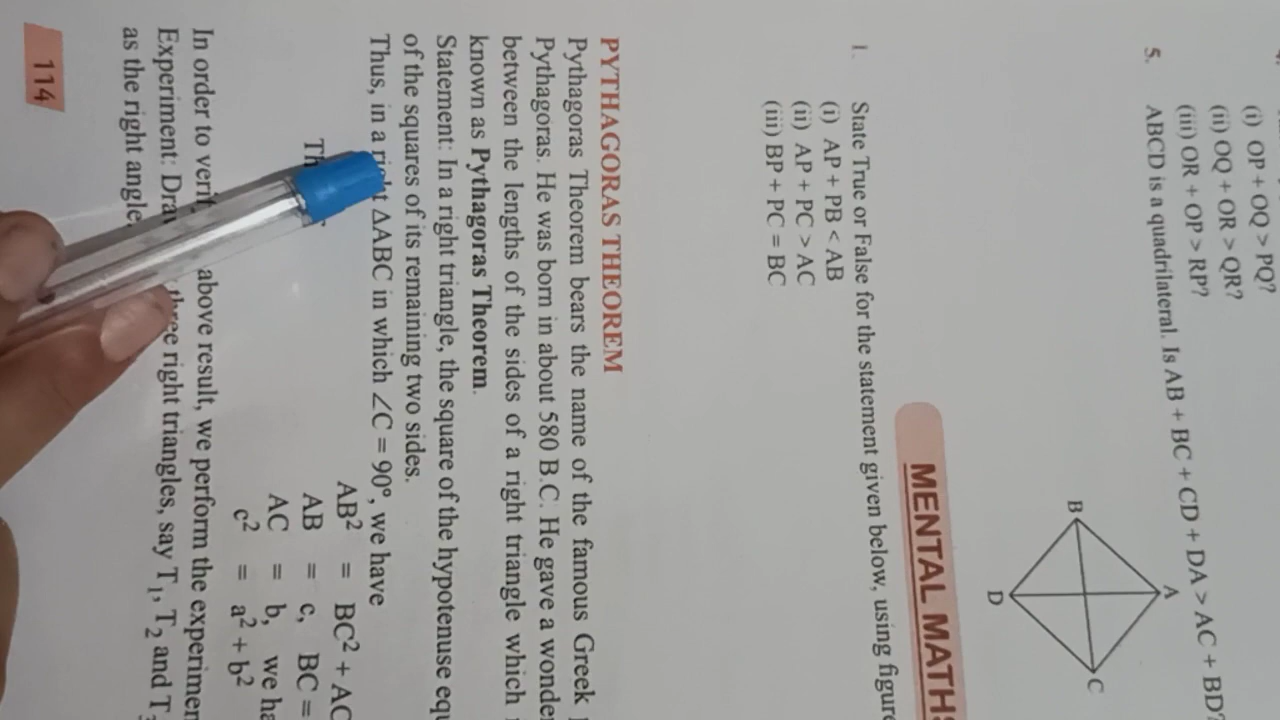 (i) OP + OQ > PQ?
(ii) OQ + OR > QR?
(iii) OR + OP > RP?
5. ABCD is a quadrilateral. Is AB + BC + CD + DA > AC + BD?
A
B
C
D
MENTAL MATHS
1. State True or False for the statement given below, using figure
(i) AP + PB < AB
(ii) AP + PC > AC
(iii) BP + PC = BC
PYTHAGORAS THEOREM
Pythagoras Theorem bears the name of the famous Greek
Pythagoras. He was born in about 580 B.C. He gave a
between the lengths of the sides of a right triangle which
known as Pythagoras Theorem.
Statement: In a right triangle, the square of the hypotenuse
of the squares of its remaining two sides.
Thus, in a right ΔABC in which ∠C = 90°, we have
AB² = BC² + AC
AB = c, BC =
AC = b, we
c² = a² + b²
In order to above result, we perform the
Experiment: three right triangles, say T₁, T₂ and T
as the right angle.
114